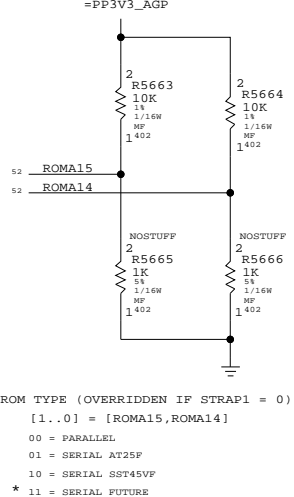 =PP3V3_AGP
2
R5663
10K
1%
1/16W
MF
402
1
2
R5664
10K
1%
1/16W
MF
402
1
52 ROMA15
52 ROMA14
NOSTUFF
2
R5665
1K
5%
1/16W
MF
402
1
NOSTUFF
2
R5666
1K
5%
1/16W
MF
402
1
ROM TYPE (OVERRIDDEN IF STRAP1 = 0)
[1..0] = [ROMA15,ROMA14]
00 = PARALLEL
01 = SERIAL AT25F
10 = SERIAL SST45VF
* 11 = SERIAL FUTURE